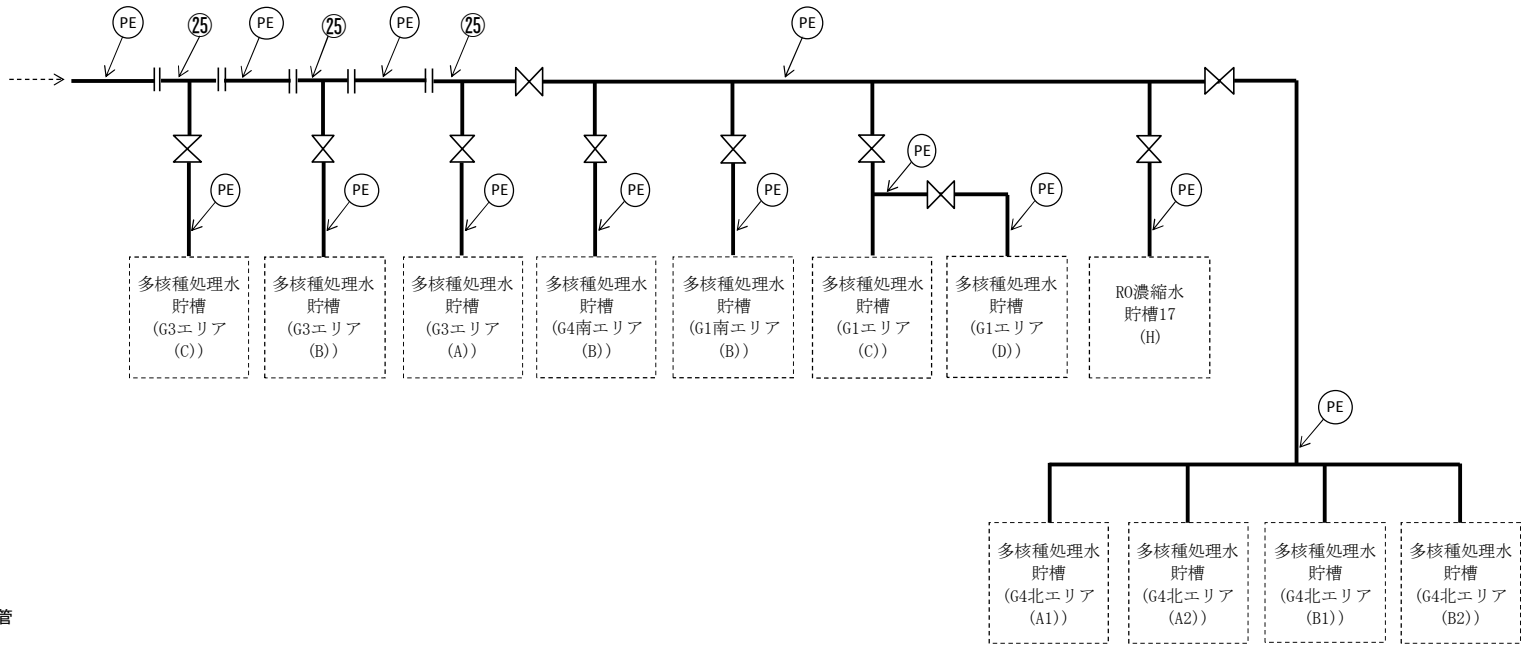 PE
㉕
PE
㉕
PE
㉕
PE
PE
PE
PE
PE
PE
PE
PE
PE
PE
多核種処理水
貯槽
(G3エリア
(C))
多核種処理水
貯槽
(G3エリア
(B))
多核種処理水
貯槽
(G3エリア
(A))
多核種処理水
貯槽
(G4南エリア
(B))
多核種処理水
貯槽
(G1南エリア
(B))
多核種処理水
貯槽
(G1エリア
(C))
多核種処理水
貯槽
(G1エリア
(D))
RO濃縮水
貯槽17
(H)
PE
多核種処理水
貯槽
(G4北エリア
(A1))
多核種処理水
貯槽
(G4北エリア
(A2))
多核種処理水
貯槽
(G4北エリア
(B1))
多核種処理水
貯槽
(G4北エリア
(B2))
管